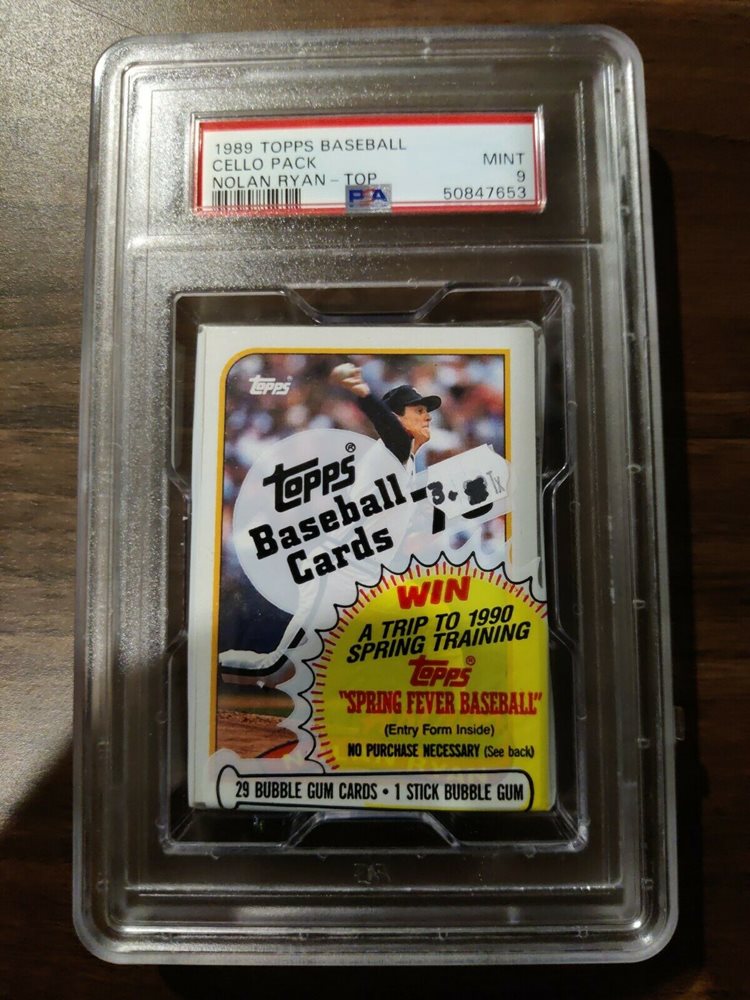 1989 TOPPS BASEBALL
CELLO PACK MINT
NOLAN RYAN - TOP 9
PSA 50847653
Topps
Topps®
Baseball
Cards
WIN
A TRIP TO 1990
SPRING TRAINING
Topps®
"SPRING FEVER BASEBALL"
(Entry Form Inside)
NO PURCHASE NECESSARY (See back)
29 BUBBLE GUM CARDS • 1 STICK BUBBLE GUM